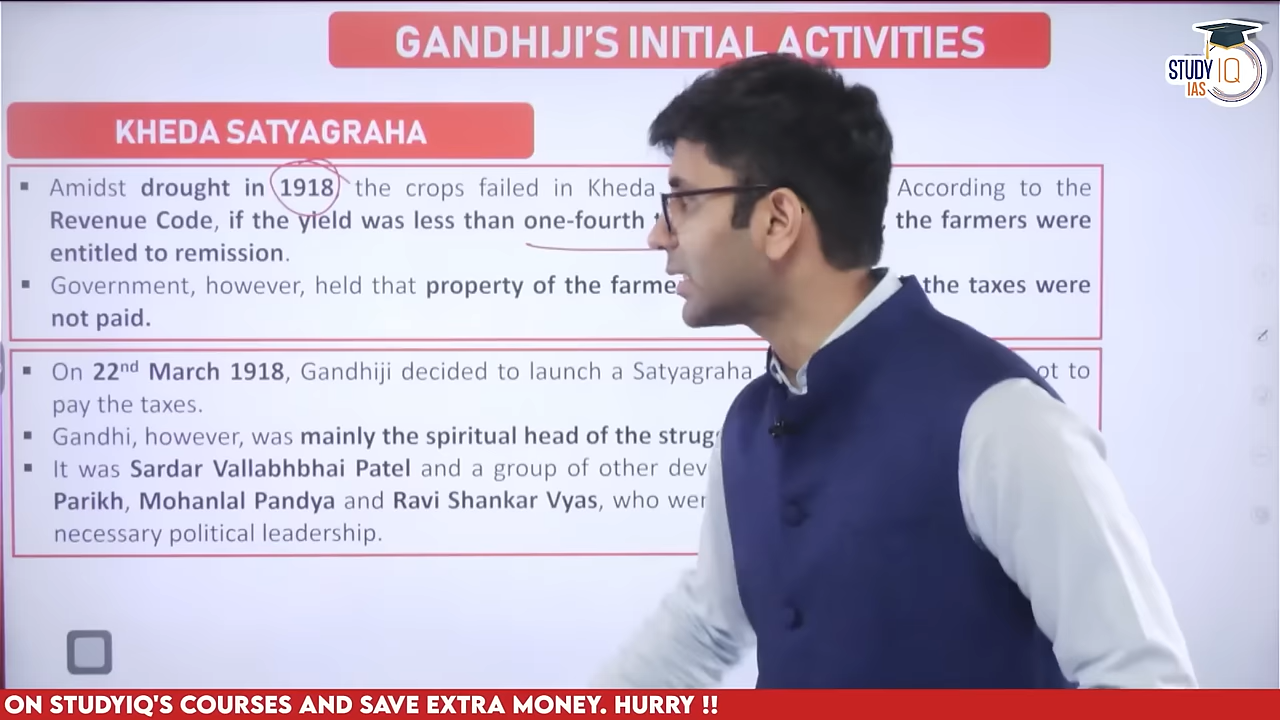 GANDHIJI'S INITIAL ACTIVITIES
STUDY IQ
IAS
KHEDA SATYAGRAHA
▪ Amidst drought in 1918 the crops failed in Kheda According to the
Revenue Code, if the yield was less than one-fourth the farmers were
entitled to remission.
▪ Government, however, held that property of the the taxes were
not paid.
▪ On 22nd March 1918, Gandhiji decided to launch a Satyagraha to
pay the taxes.
▪ Gandhi, however, was mainly the spiritual head of the
▪ It was Sardar Vallabhbhai Patel and a group of other
Parikh, Mohanlal Pandya and Ravi Shankar Vyas, who
necessary political leadership.
ON STUDYIQ'S COURSES AND SAVE EXTRA MONEY. HURRY !!